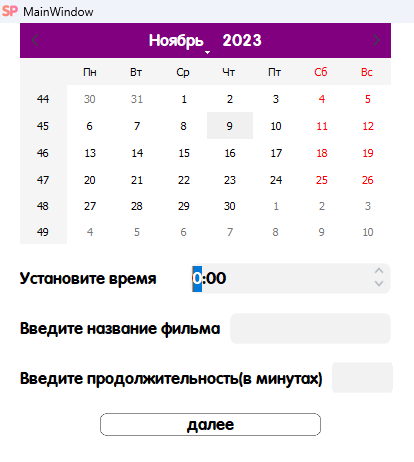 SP MainWindow
Ноябрь 2023
Пн Вт Ср Чт Пт Сб Вс
44 30 31 1 2 3 4 5
45 6 7 8 9 10 11 12
46 13 14 15 16 17 18 19
47 20 21 22 23 24 25 26
48 27 28 29 30 1 2 3
49 4 5 6 7 8 9 10
Установите время 0:00
Введите название фильма
Введите продолжительность(в минутах)
далее